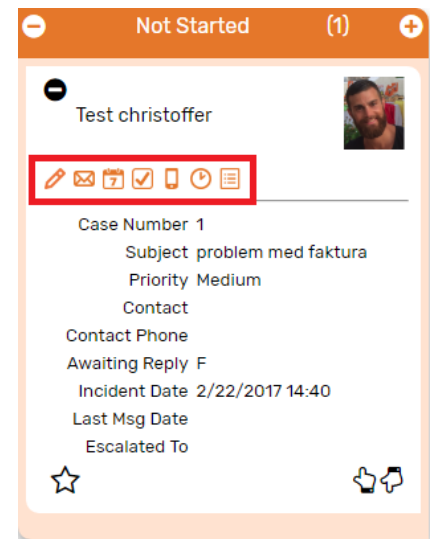 Not Started (1)
Test christoffer
7
Case Number 1
Subject problem med faktura
Priority Medium
Contact
Contact Phone
Awaiting Reply F
Incident Date 2/22/2017 14:40
Last Msg Date
Escalated To